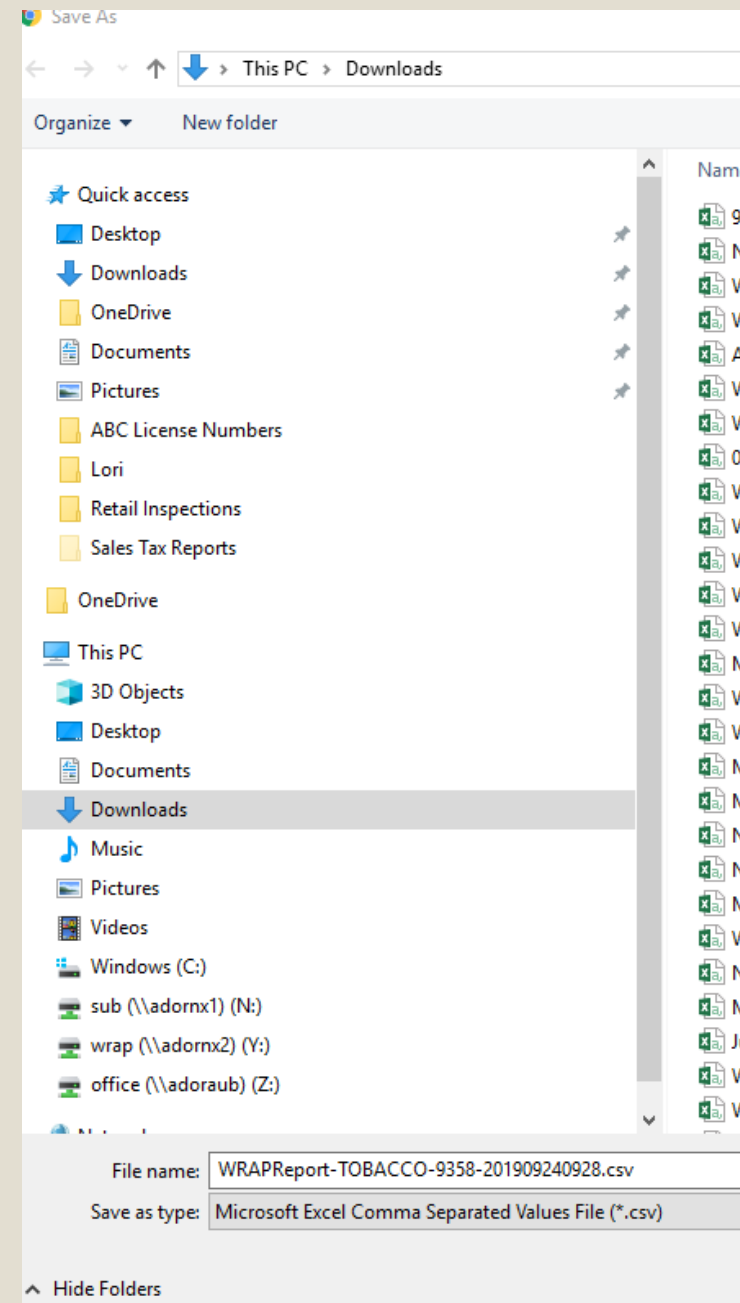 Save As
This PC > Downloads
Organize
New folder
Quick access
Desktop
Downloads
OneDrive
Documents
Pictures
ABC License Numbers
Lori
Retail Inspections
Sales Tax Reports
OneDrive
This PC
3D Objects
Desktop
Documents
Downloads
Music
Pictures
Videos
Windows (C:)
sub (\\adornx1) (N:)
wrap (\\adornx2) (Y:)
office (\\adoraub) (Z:)
File name: WRAPReport-TOBACCO-9358-201909240928.csv
Save as type: Microsoft Excel Comma Separated Values File (*.csv)
Hide Folders